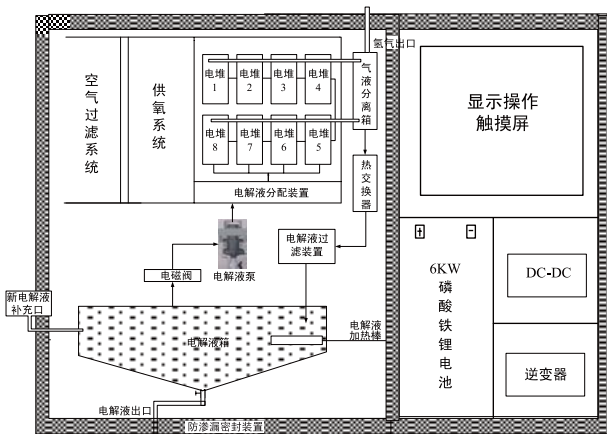 氢气出口
空气过滤系统
供氧系统
电堆
1
电堆
2
电堆
3
电堆
4
电堆
8
电堆
7
电堆
6
电堆
5
气液分离箱
电解液分配装置
热交换器
显示操作
触摸屏
电磁阀
电解液泵
电解液过
滤装置
新电解液
补充口
电解液箱
电解液
加热棒
电解液出口
防渗漏密封装置
+
-
6KW
磷酸铁锂电池
DC-DC
逆变器